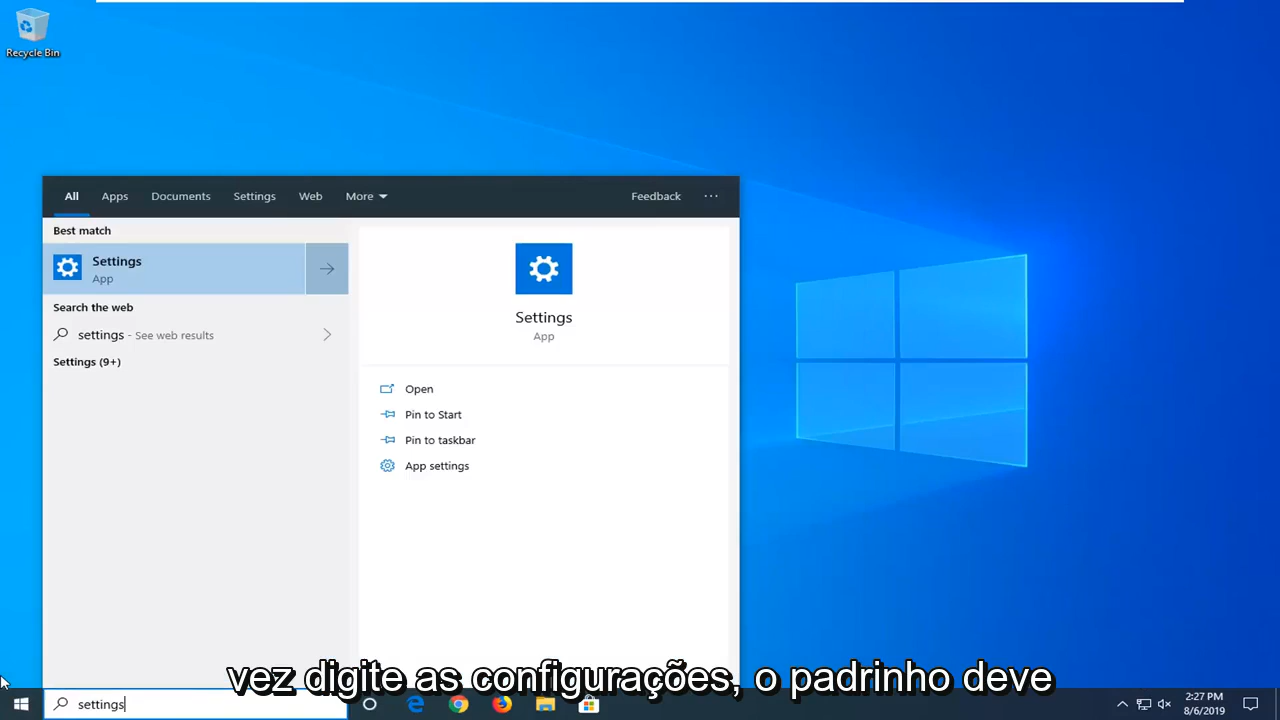 Recycle Bin
All Apps Documents Settings Web More Feedback ...
Best match
Settings
App
Search the web
settings - See web results
Settings (9+)
Settings
App
Open
Pin to Start
Pin to taskbar
App settings
vez digite as configurações, o padrinho deve
settings
2:27 PM
8/6/2019